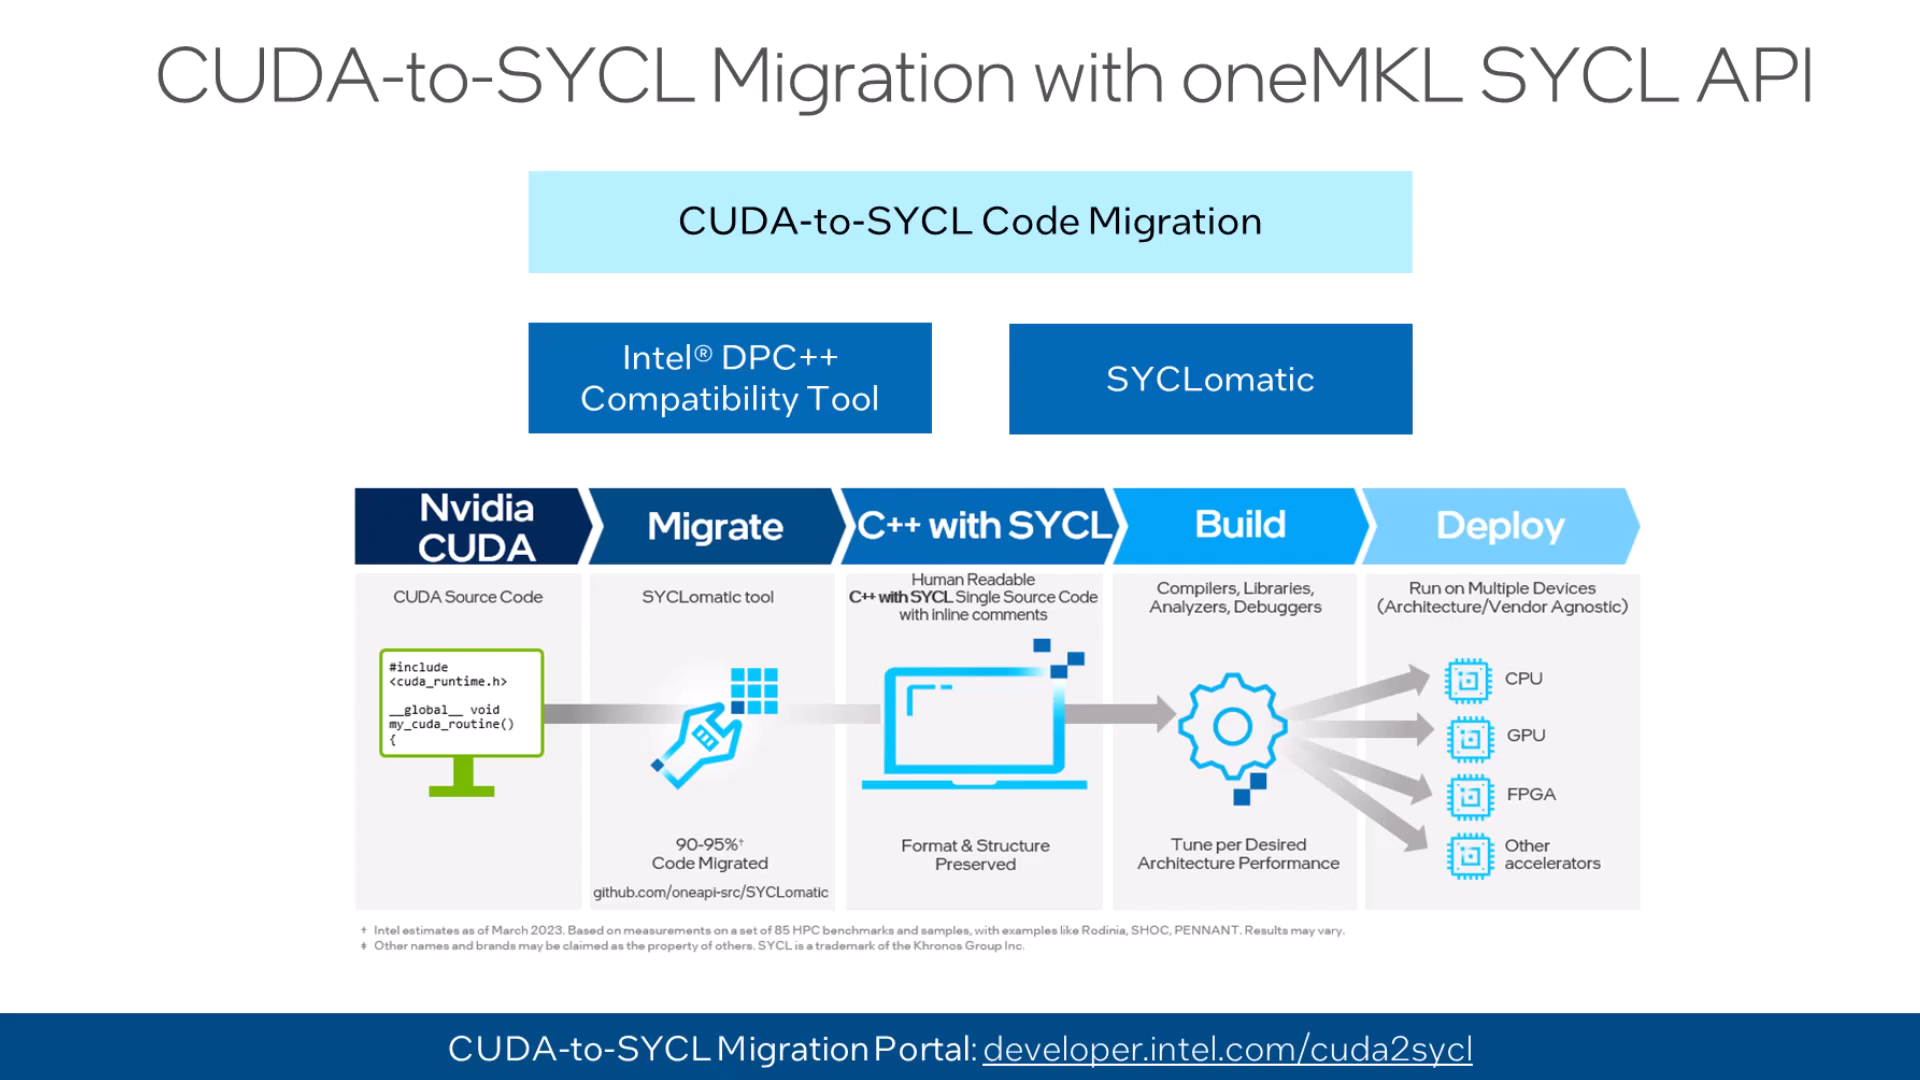 CUDA-to-SYCL Migration with oneMKL SYCL API
CUDA-to-SYCL Code Migration
Intel® DPC++
Compatibility Tool
SYCLomatic
Nvidia
CUDA
Migrate
C++ with SYCL
Build
Deploy
CUDA Source Code
#include
<cuda_runtime.h>
__global__ void
my_cuda_routine()
{
SYCLomatic tool
90-95%†
Code Migrated
github.com/oneapi-src/SYCLomatic
Human Readable
C++ with SYCL Single Source Code
with inline comments
Format & Structure
Preserved
Compilers, Libraries,
Analyzers, Debuggers
Tune per Desired
Architecture Performance
Run on Multiple Devices
(Architecture/Vendor Agnostic)
CPU
GPU
FPGA
Other
accelerators
† Intel estimates as of March 2023. Based on measurements on a set of 85 HPC benchmarks and samples, with examples like Rodinia, SHOC, PENNANT. Results may vary.
‡ Other names and brands may be claimed as the property of others. SYCL is a trademark of the Khronos Group Inc.
CUDA-to-SYCL Migration Portal: developer.intel.com/cuda2sycl